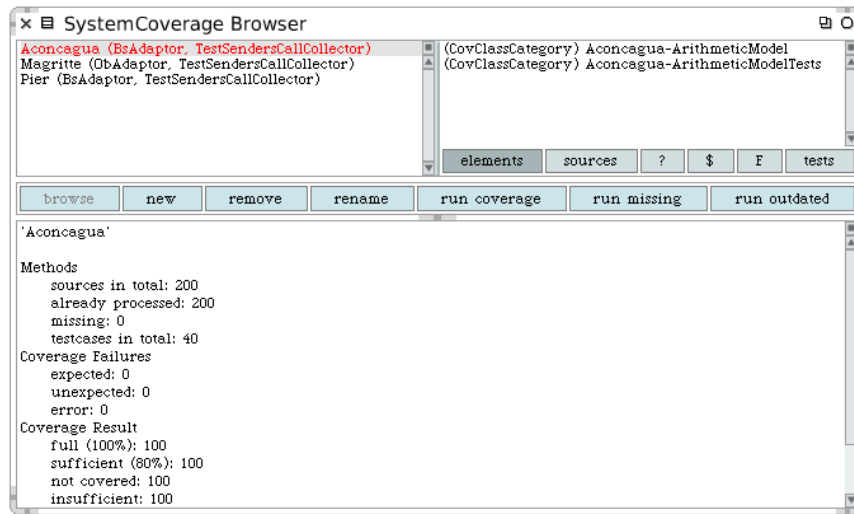 SystemCoverage Browser
Aconcagua (BsAdaptor, TestSendersCallCollector)
Magritte (ObAdaptor, TestSendersCallCollector)
Pier (BsAdaptor, TestSendersCallCollector)
(CovClassCategory) Aconcagua-ArithmeticModel
(CovClassCategory) Aconcagua-ArithmeticModelTests
elements sources ? $ F tests
browse new remove rename run coverage run missing run outdated
'Aconcagua'
Methods
sources in total: 200
already processed: 200
missing: 0
testcases in total: 40
Coverage Failures
expected: 0
unexpected: 0
error: 0
Coverage Result
full (100%): 100
sufficient (80%): 100
not covered: 100
insufficient: 100